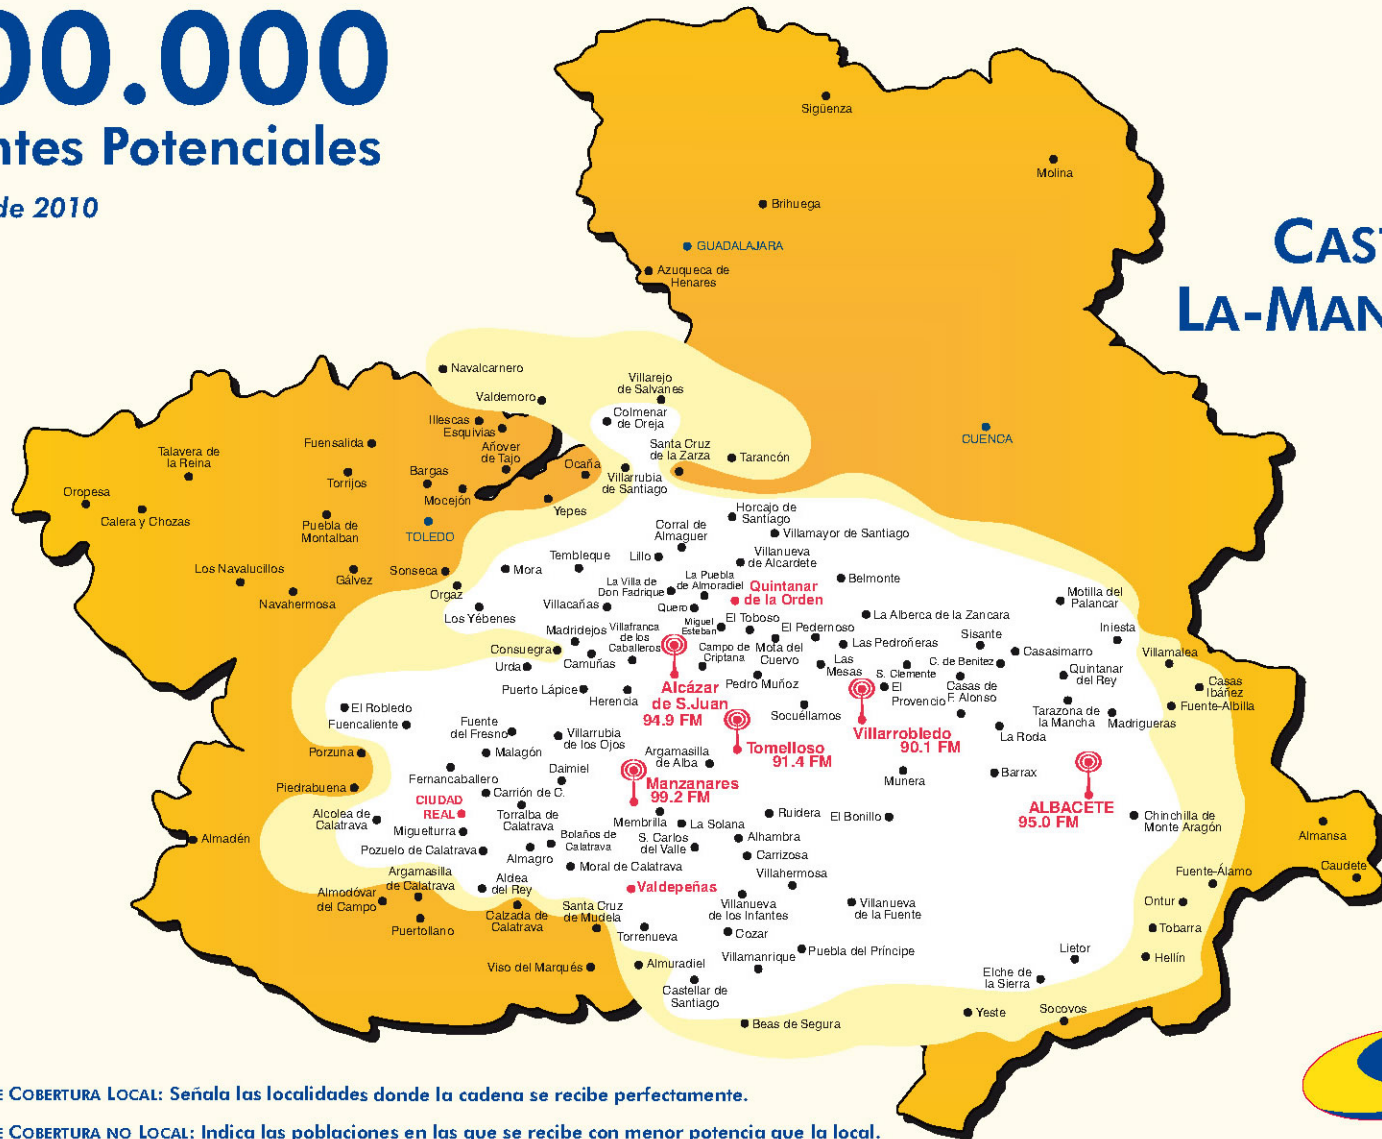 00.000
ntes Potenciales
de 2010
CAST
LA-MAN
Sigüenza
Molina
Brihuega
GUADALAJARA
Azuqueca de
Henares
Navalcarnero
Villarejo
de Salvanes
Valdemoro
Colmenar
de Oreja
Illescas
Esquivias
Fuensalida
CUENCA
Talavera de
la Reina
Añover
de Tajo
Santa Cruz
de la Zarza
Tarancón
Bargas
Ocaña
Torrijos
Villarrubia
de Santiago
Oropesa
Mocejón
Calera y Chozas
Yepes
Puebla de
Montalban
TOLEDO
Horcajo de
Santiago
Corral de
Almaguer
Villamayor de Santiago
Tembleque
Lillo
Villanueva
de Alcardete
Los Navalucillos
Gálvez
Sonseca
Mora
La Villa de
Don Fadrique
La Puebla
de Almoradiel
Belmonte
Navahermosa
Orgaz
Quintanar
de la Orden
Motilla del
Palancar
Los Yébenes
Villacañas
Quero
La Alberca de la Zancara
Madridejos
Villafranca
de los
Caballeros
Miguel
Esteban
El Toboso
El Pedernoso
Sisante
Iniesta
Consuegra
Camuñas
Campo de
Criptana
Mota del
Cuervo
Las Pedroñeras
Casasimarro
Villamalea
Urda
Las
Mesas
S. Clemente
C. de Benitez
Quintanar
del Rey
Casas
Ibáñez
Puerto Lápice
Herencia
Alcázar
de S.Juan
94.9 FM
Pedro Muñoz
El
Provencio
Casas de
F. Alonso
Fuente-Albilla
El Robledo
Socuéllamos
Tarazona de
la Mancha
Madrigueras
Fuencaliente
Fuente
del Fresno
Villarrubia
de los Ojos
Villarrobledo
90.1 FM
La Roda
Porzuna
Malagón
Argamasilla
de Alba
Tomelloso
91.4 FM
Fernancaballero
Daimiel
Munera
Barrax
Piedrabuena
Carrión de C.
Manzanares
99.2 FM
CIUDAD
REAL
ALBACETE
95.0 FM
Alcolea de
Calatrava
Torralba de
Calatrava
Membrilla
La Solana
Ruidera
El Bonillo
Chinchilla de
Monte Aragón
Almadén
Miguelturra
Bolaños de
Calatrava
S. Carlos
del Valle
Alhambra
Almansa
Pozuelo de Calatrava
Almagro
Carrizosa
Argamasilla
de Calatrava
Aldea
del Rey
Moral de Calatrava
Villahermosa
Fuente-Álamo
Caudete
Almodóvar
del Campo
Valdepeñas
Puertollano
Calzada de
Calatrava
Santa Cruz
de Mudela
Villanueva
de los Infantes
Villanueva
de la Fuente
Ontur
Torrenueva
Cozar
Tobarra
Viso del Marqués
Almuradiel
Villamanrique
Puebla del Príncipe
Lietor
Hellín
Castellar de
Santiago
Elche de
la Sierra
Beas de Segura
Yeste
Socovos
E COBERTURA LOCAL: Señala las localidades donde la cadena se recibe perfectamente.
E COBERTURA NO LOCAL: Indica las poblaciones en las que se recibe con menor potencia que la local.